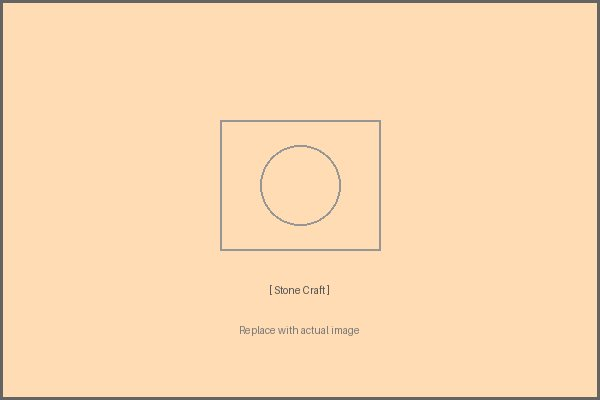 [ Stone Craft ]
Replace with actual image